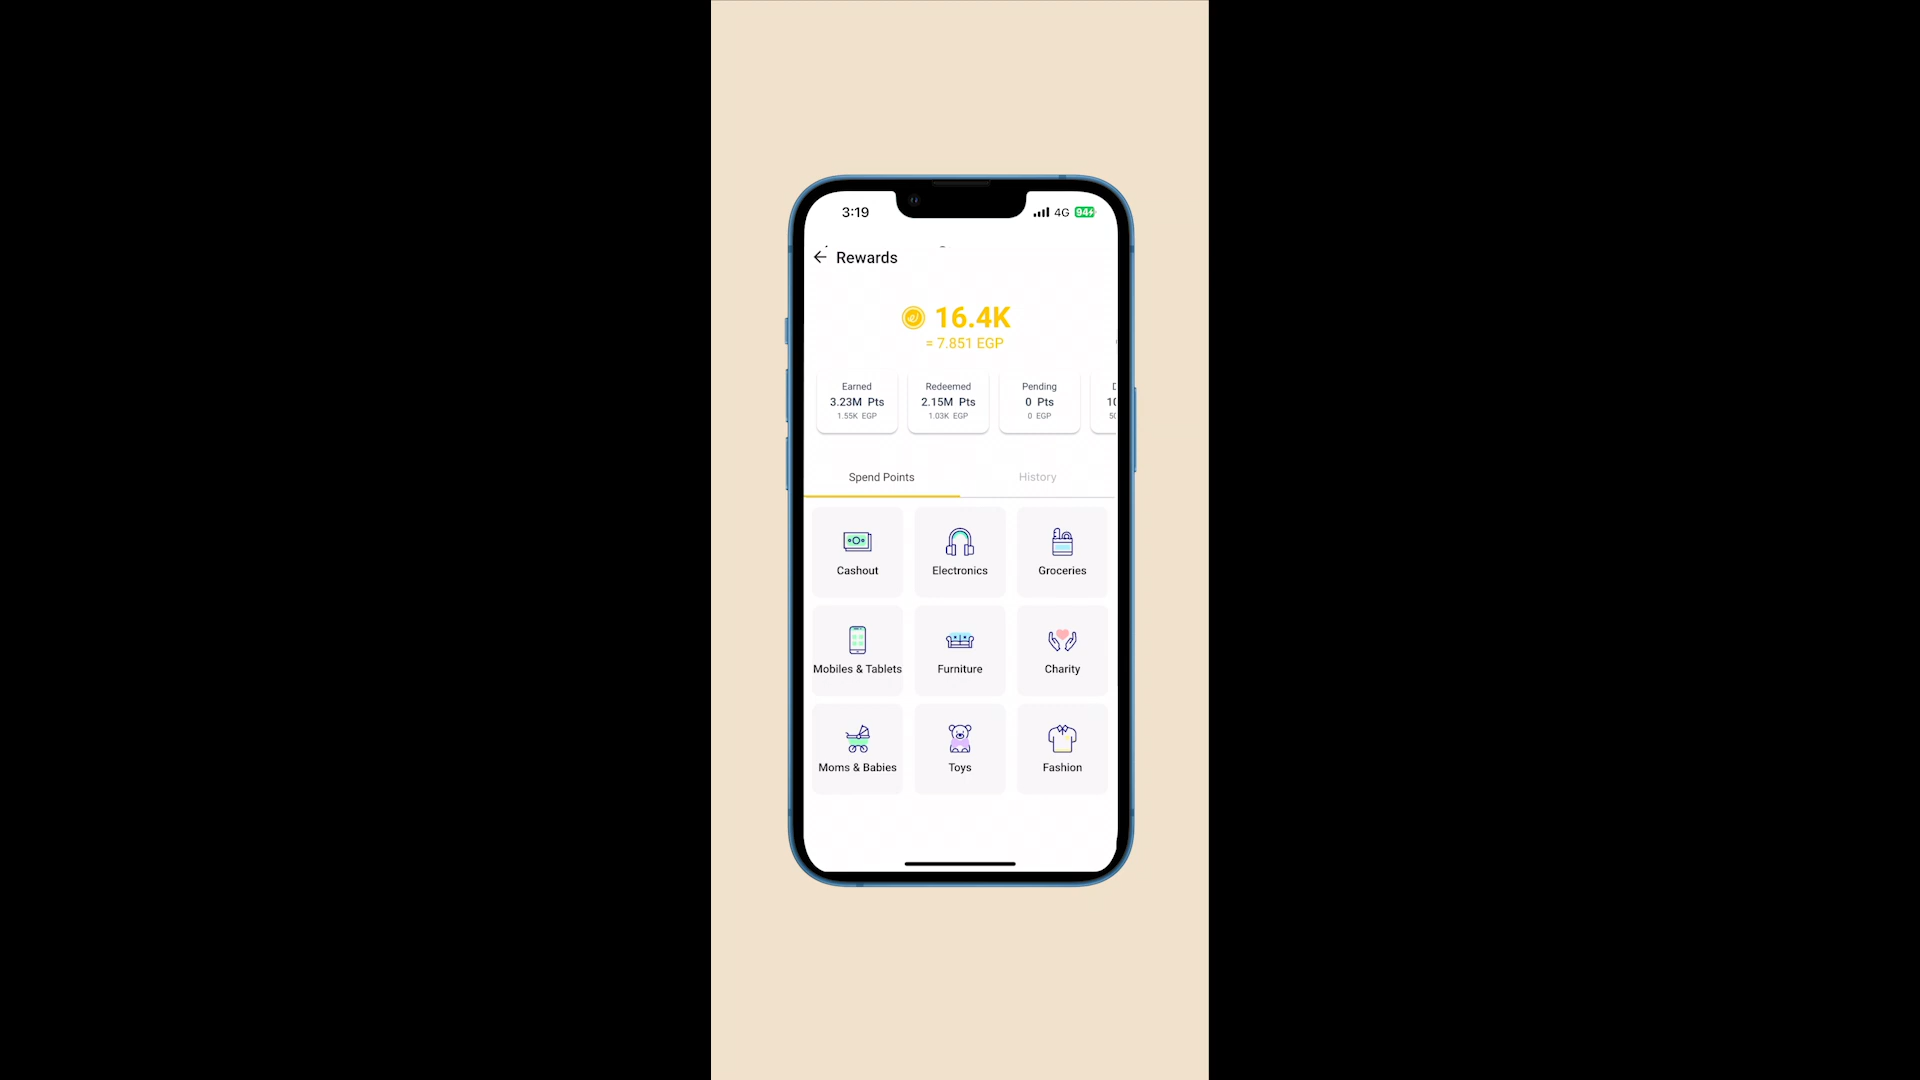 3:19
4G 94
Rewards
16.4K
= 7.851 EGP
Earned
3.23M Pts
1.55K EGP
Redeemed
2.15M Pts
1.03K EGP
Pending
0 Pts
0 EGP
Spend Points
History
Cashout
Electronics
Groceries
Mobiles & Tablets
Furniture
Charity
Moms & Babies
Toys
Fashion